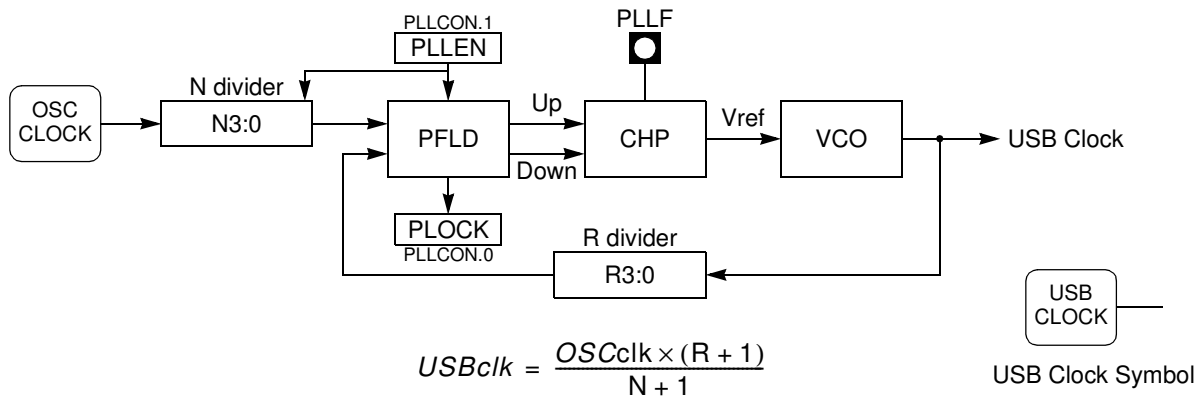 PLLCON.1
PLLEN
PLLF
N divider
OSC
CLOCK
N3:0
PFLD
Up
Down
CHP
Vref
VCO
USB Clock
PLOCK
PLLCON.0
R divider
R3:0
USB
CLOCK
USB Clock Symbol
USBclk = OSCclk × (R + 1)
N + 1